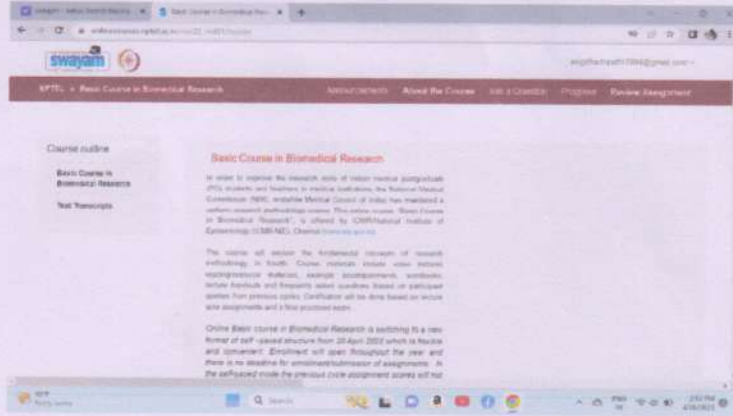 swayam
NPTEL » Basic Course in Biomedical Research
Announcements About the Course Ask a Question Progress Review Assignment
Course outline
Basic Course in
Biomedical Research
Text Transcripts
Basic Course in Biomedical Research
In order to improve the research skills of Indian medical postgraduate
(PG) students and teachers in medical institutions, the National Medical
Commission (NMC, erstwhile Medical Council of India) has mandated a
uniform research methodology course. This online course, "Basic Course
in Biomedical Research", is offered by ICMR-National Institute of
Epidemiology (ICMR-NIE), Chennai
The course will explain the fundamental concepts of research
methodology in health. Course materials include video lectures,
reading/resource materials, example accompaniments,
lecture handouts and frequently asked questions (based on participant
queries from previous cycles). Certification will be done based on secure
assignments and a final proctored exam.
Online Basic course in Biomedical Research is switching to a new
format of self-paced structure from 20 April 2022 which is flexible
and convenient. Enrollment will open throughout the year and
there is no deadline for enrollment/submission of assignments. In
the self-paced mode the previous cycle assignment scores will not
Search
2:52 PM